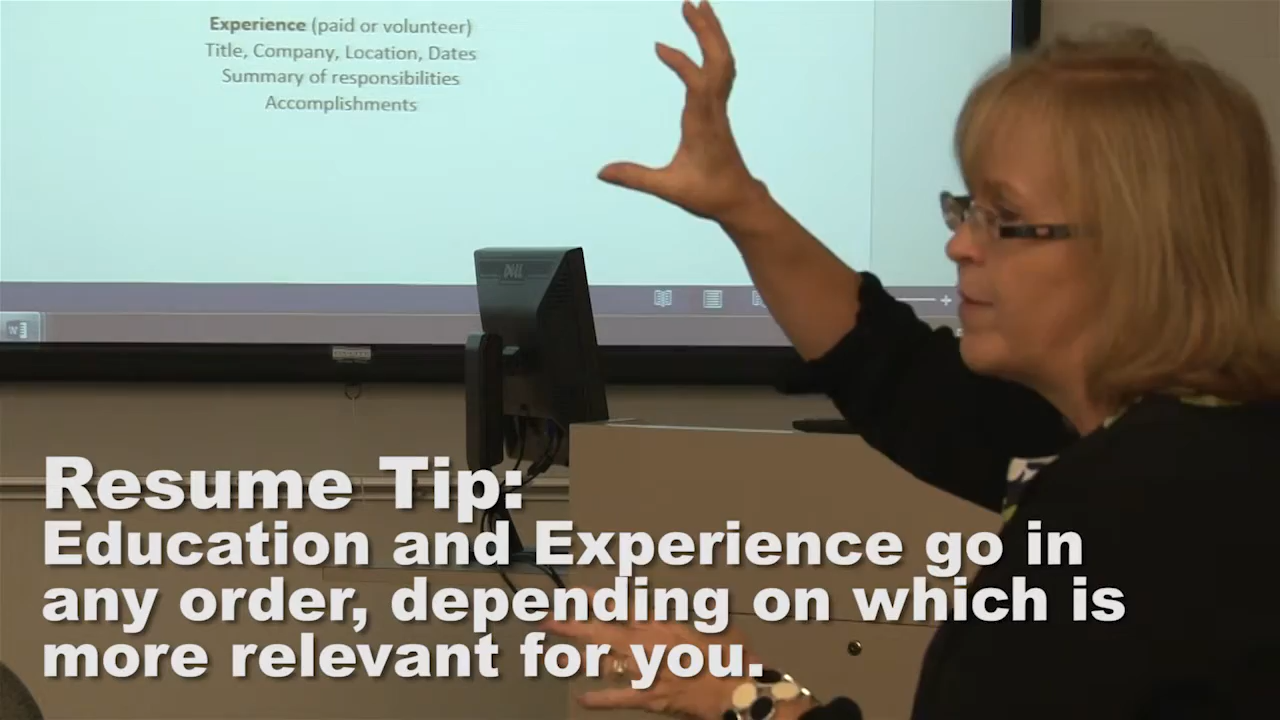 Experience (paid or volunteer)
Title, Company, Location, Dates
Summary of responsibilities
Accomplishments
DELL
Resume Tip:
Education and Experience go in
any order, depending on which is
more relevant for you.